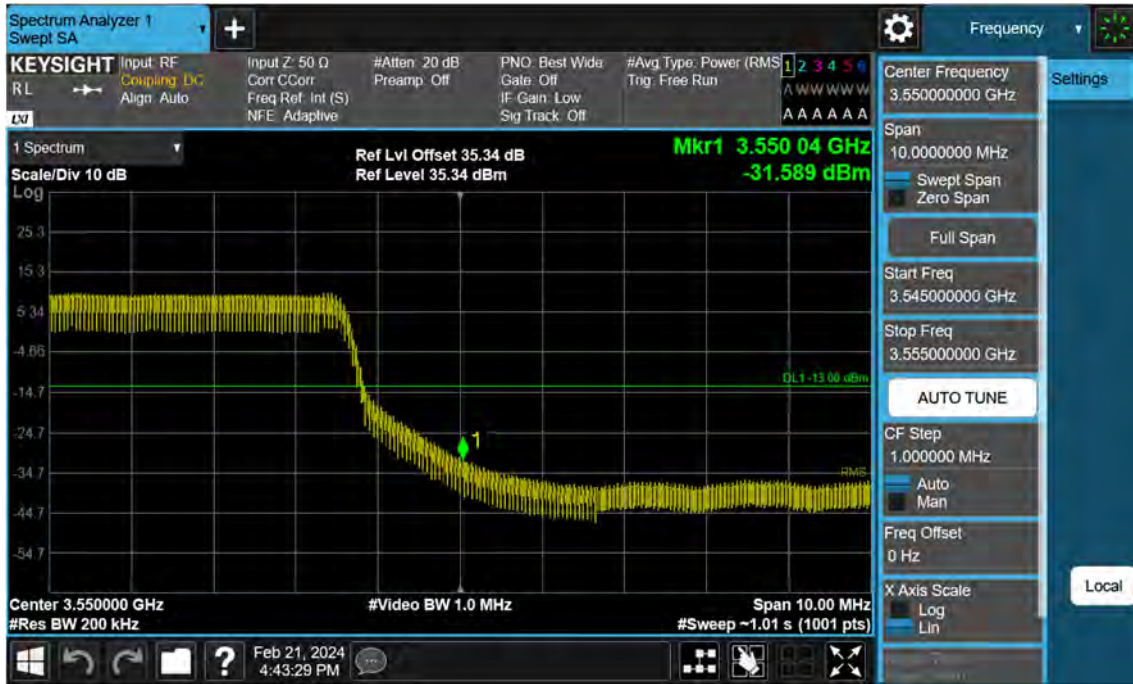 Spectrum Analyzer 1
Swept SA
Frequency
KEYSIGHT
RL
LXI
Input: RF
Coupling: DC
Align: Auto
Input Z: 50 Ω
Corr CCorr
Freq Ref: Int (S)
NFE: Adaptive
#Atten: 20 dB
Preamp: Off
PNO: Best Wide
Gate: Off
IF Gain: Low
Sig Track: Off
#Avg Type: Power (RMS
Trig: Free Run
1 2 3 4 5 6
A W W W W W
A A A A A A
Center Frequency
3.550000000 GHz
Settings
1 Spectrum
Scale/Div 10 dB
Ref Lvl Offset 35.34 dB
Ref Level 35.34 dBm
Mkr1 3.550 04 GHz
-31.589 dBm
Log
25.3
15.3
5.34
-4.66
-14.7
-24.7
-34.7
-44.7
-54.7
DL1 -13.00 dBm
1
RMS
Center 3.550000 GHz
#Res BW 200 kHz
#Video BW 1.0 MHz
Span 10.00 MHz
#Sweep ~1.01 s (1001 pts)
Span
10.0000000 MHz
Swept Span
Zero Span
Full Span
Start Freq
3.545000000 GHz
Stop Freq
3.555000000 GHz
AUTO TUNE
CF Step
1.000000 MHz
Auto
Man
Freq Offset
0 Hz
X Axis Scale
Log
Lin
Local
?
Feb 21, 2024
4:43:29 PM